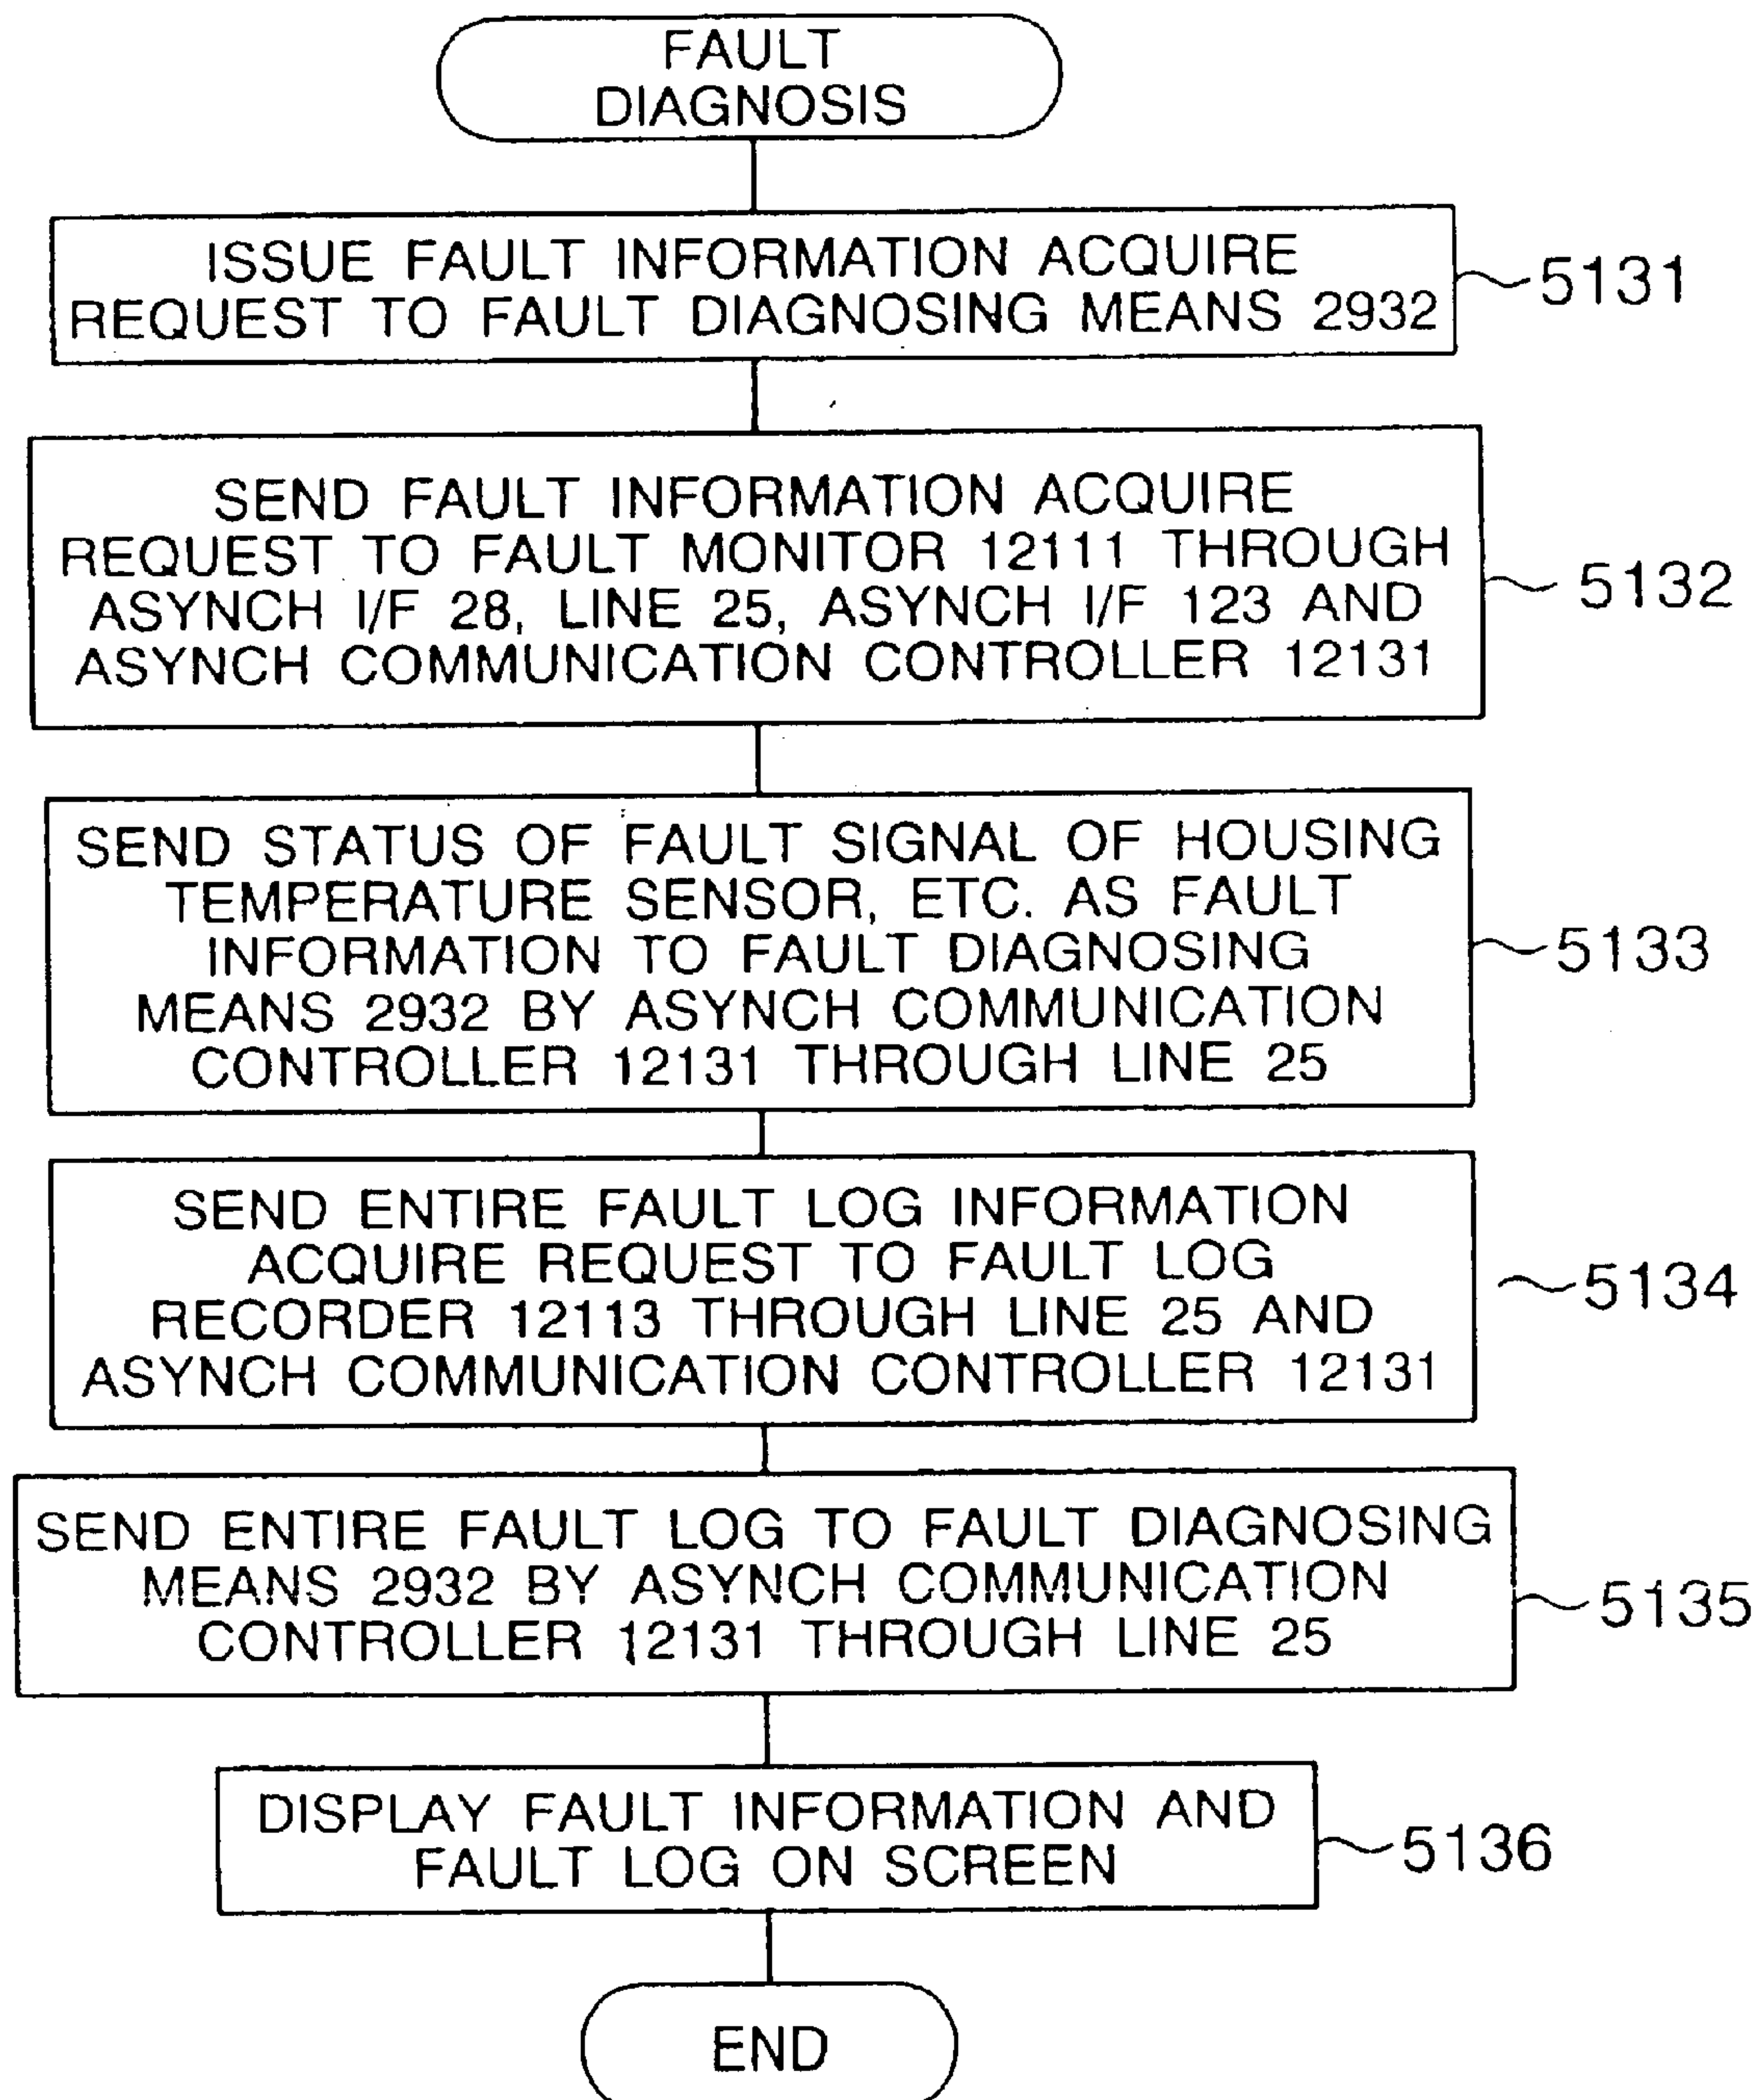 FAULT
DIAGNOSIS
ISSUE FAULT INFORMATION ACQUIRE
REQUEST TO FAULT DIAGNOSING MEANS 2932
5131
SEND FAULT INFORMATION ACQUIRE
REQUEST TO FAULT MONITOR 12111 THROUGH
ASYNCH I/F 28, LINE 25, ASYNCH I/F 123 AND
ASYNCH COMMUNICATION CONTROLLER 12131
5132
SEND STATUS OF FAULT SIGNAL OF HOUSING
TEMPERATURE SENSOR, ETC. AS FAULT
INFORMATION TO FAULT DIAGNOSING
MEANS 2932 BY ASYNCH COMMUNICATION
CONTROLLER 12131 THROUGH LINE 25
5133
SEND ENTIRE FAULT LOG INFORMATION
ACQUIRE REQUEST TO FAULT LOG
RECORDER 12113 THROUGH LINE 25 AND
ASYNCH COMMUNICATION CONTROLLER 12131
5134
SEND ENTIRE FAULT LOG TO FAULT DIAGNOSING
MEANS 2932 BY ASYNCH COMMUNICATION
CONTROLLER 12131 THROUGH LINE 25
5135
DISPLAY FAULT INFORMATION AND
FAULT LOG ON SCREEN
5136
END